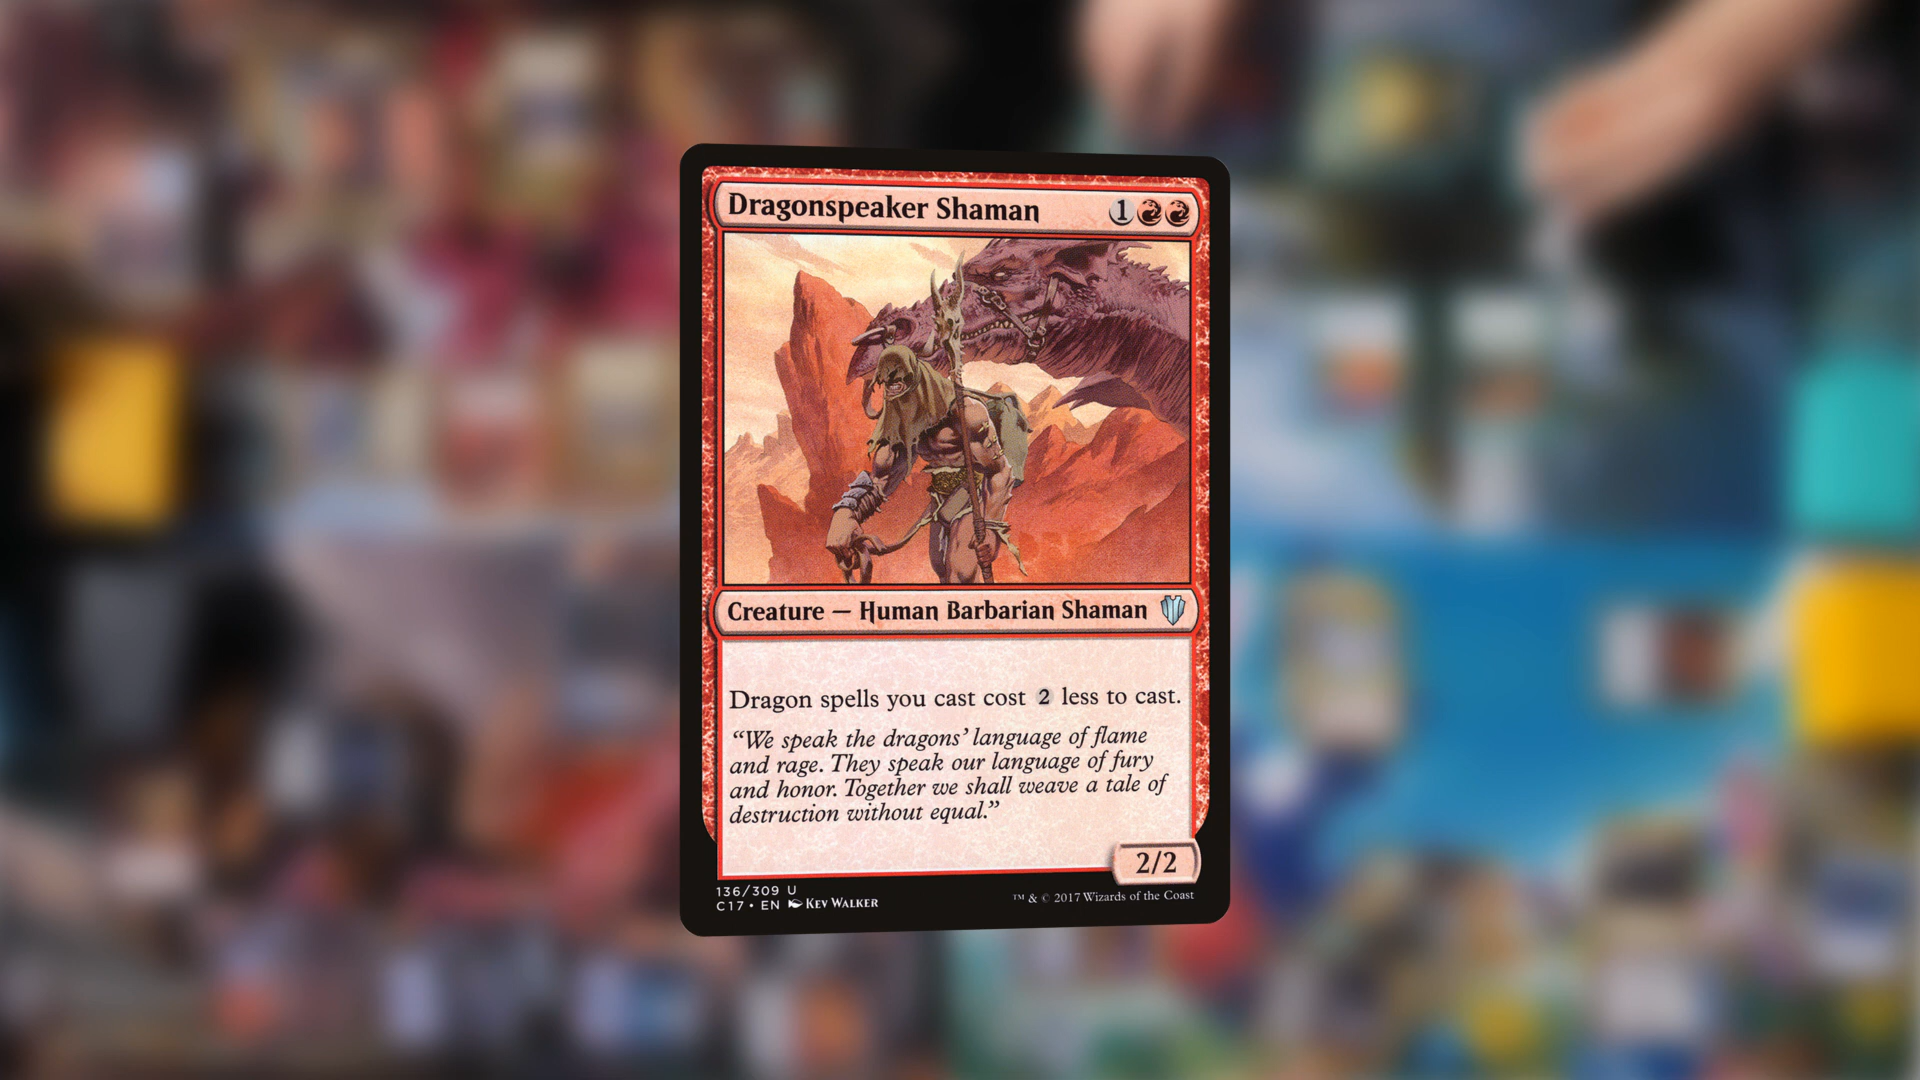 Dragonspeaker Shaman 1
Creature — Human Barbarian Shaman
Dragon spells you cast cost 2 less to cast.
“We speak the dragons’ language of flame
and rage. They speak our language of fury
and honor. Together we shall weave a tale of
destruction without equal.”
2/2
136/309 U
C17 • EN Kev Walker
™ & © 2017 Wizards of the Coast